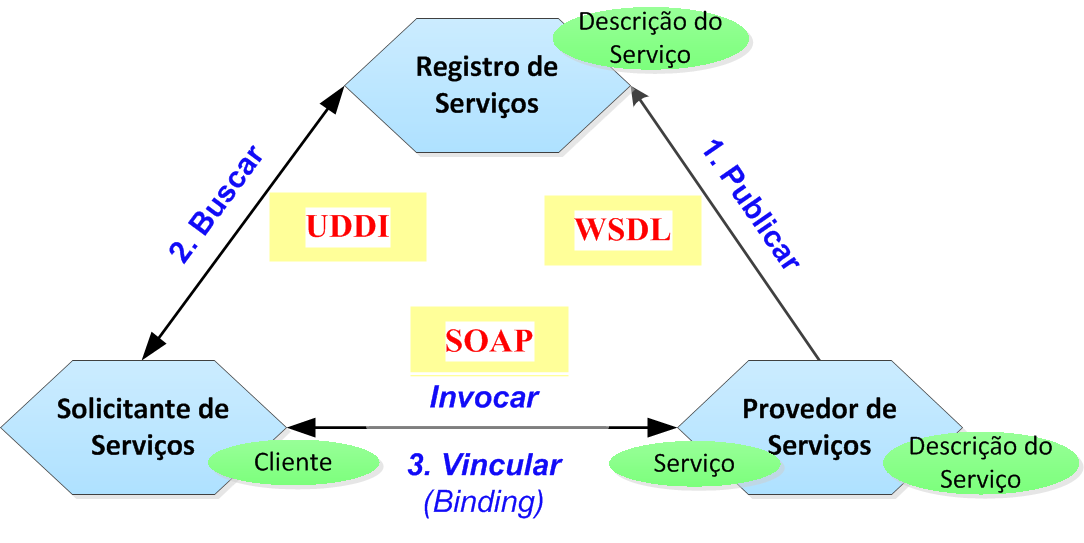 Descrição do
Serviço
Registro de
Serviços
2. Buscar
1. Publicar
UDDI
WSDL
SOAP
Invocar
Solicitante de
Serviços
Cliente
3. Vincular
(Binding)
Provedor de
Serviços
Serviço
Descrição do
Serviço